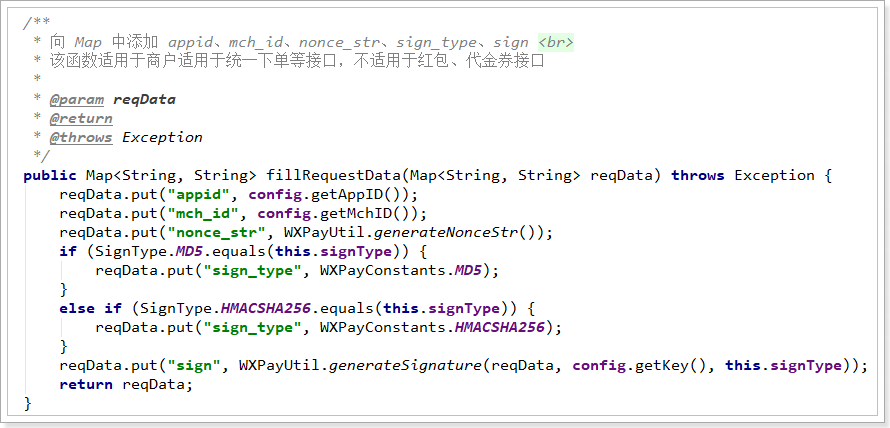 /**
 * 向 Map 中添加 appid、mch_id、nonce_str、sign_type、sign <br>
 * 该函数适用于商户适用于统一下单等接口，不适用于红包、代金券接口
 *
 * @param reqData
 * @return
 * @throws Exception
 */
public Map<String, String> fillRequestData(Map<String, String> reqData) throws Exception {
    reqData.put("appid", config.getAppID());
    reqData.put("mch_id", config.getMchID());
    reqData.put("nonce_str", WXPayUtil.generateNonceStr());
    if (SignType.MD5.equals(this.signType)) {
        reqData.put("sign_type", WXPayConstants.MD5);
    }
    else if (SignType.HMACSHA256.equals(this.signType)) {
        reqData.put("sign_type", WXPayConstants.HMACSHA256);
    }
    reqData.put("sign", WXPayUtil.generateSignature(reqData, config.getKey(), this.signType));
    return reqData;
}